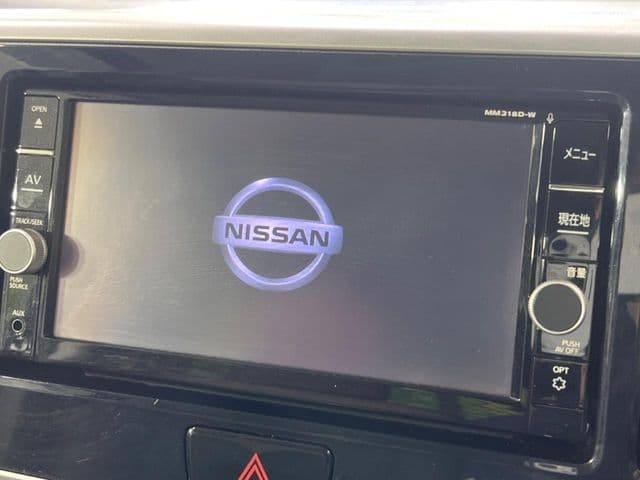 MM318D-W
OPEN
AV
TRACK/SEEK
PUSH
SOURCE
AUX
NISSAN
メニュー
現在地
音量
PUSH
AV OFF
OPT